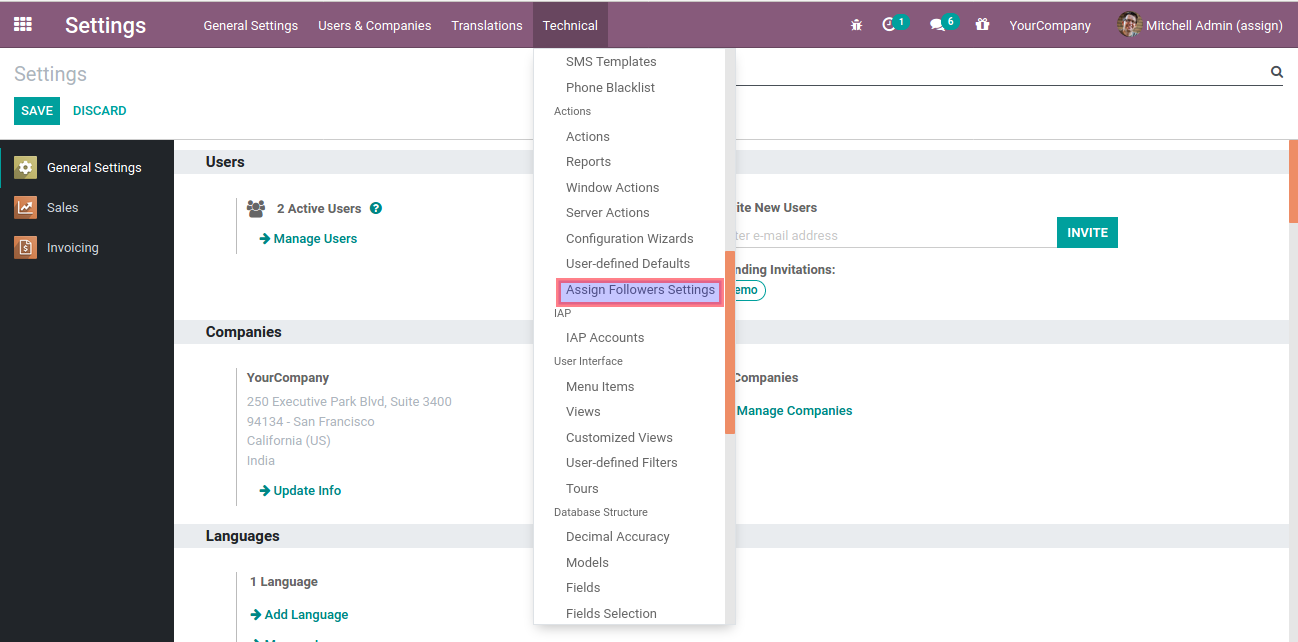 Settings
General Settings
Users & Companies
Translations
Technical
1
6
YourCompany
Mitchell Admin (assign)
Settings
SAVE
DISCARD
General Settings
Sales
Invoicing
SMS Templates
Phone Blacklist
Actions
Actions
Reports
Window Actions
Server Actions
Configuration Wizards
User-defined Defaults
Assign Followers Settings
IAP
IAP Accounts
User Interface
Menu Items
Views
Customized Views
User-defined Filters
Tours
Database Structure
Decimal Accuracy
Models
Fields
Fields Selection
Users
2 Active Users
?
Manage Users
ite New Users
ter e-mail address
INVITE
nding Invitations:
emo
Companies
YourCompany
250 Executive Park Blvd, Suite 3400
94134 - San Francisco
California (US)
India
Update Info
Companies
Manage Companies
Languages
1 Language
Add Language